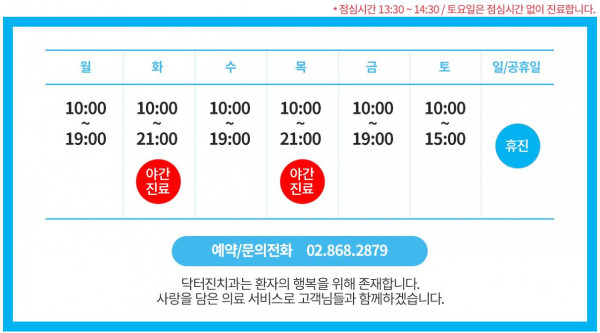 * 점심시간 13:30 ~ 14:30 / 토요일은 점심시간 없이 진료합니다.
월 화 수 목 금 토 일/공휴일
10:00 10:00 10:00 10:00 10:00 10:00
~ ~ ~ ~ ~ ~
19:00 21:00 19:00 21:00 19:00 15:00
휴진
야간 야간
진료 진료
예약/문의전화 02.868.2879
닥터진치과는 환자의 행복을 위해 존재합니다.
사랑을 담은 의료 서비스로 고객님들과 함께하겠습니다.